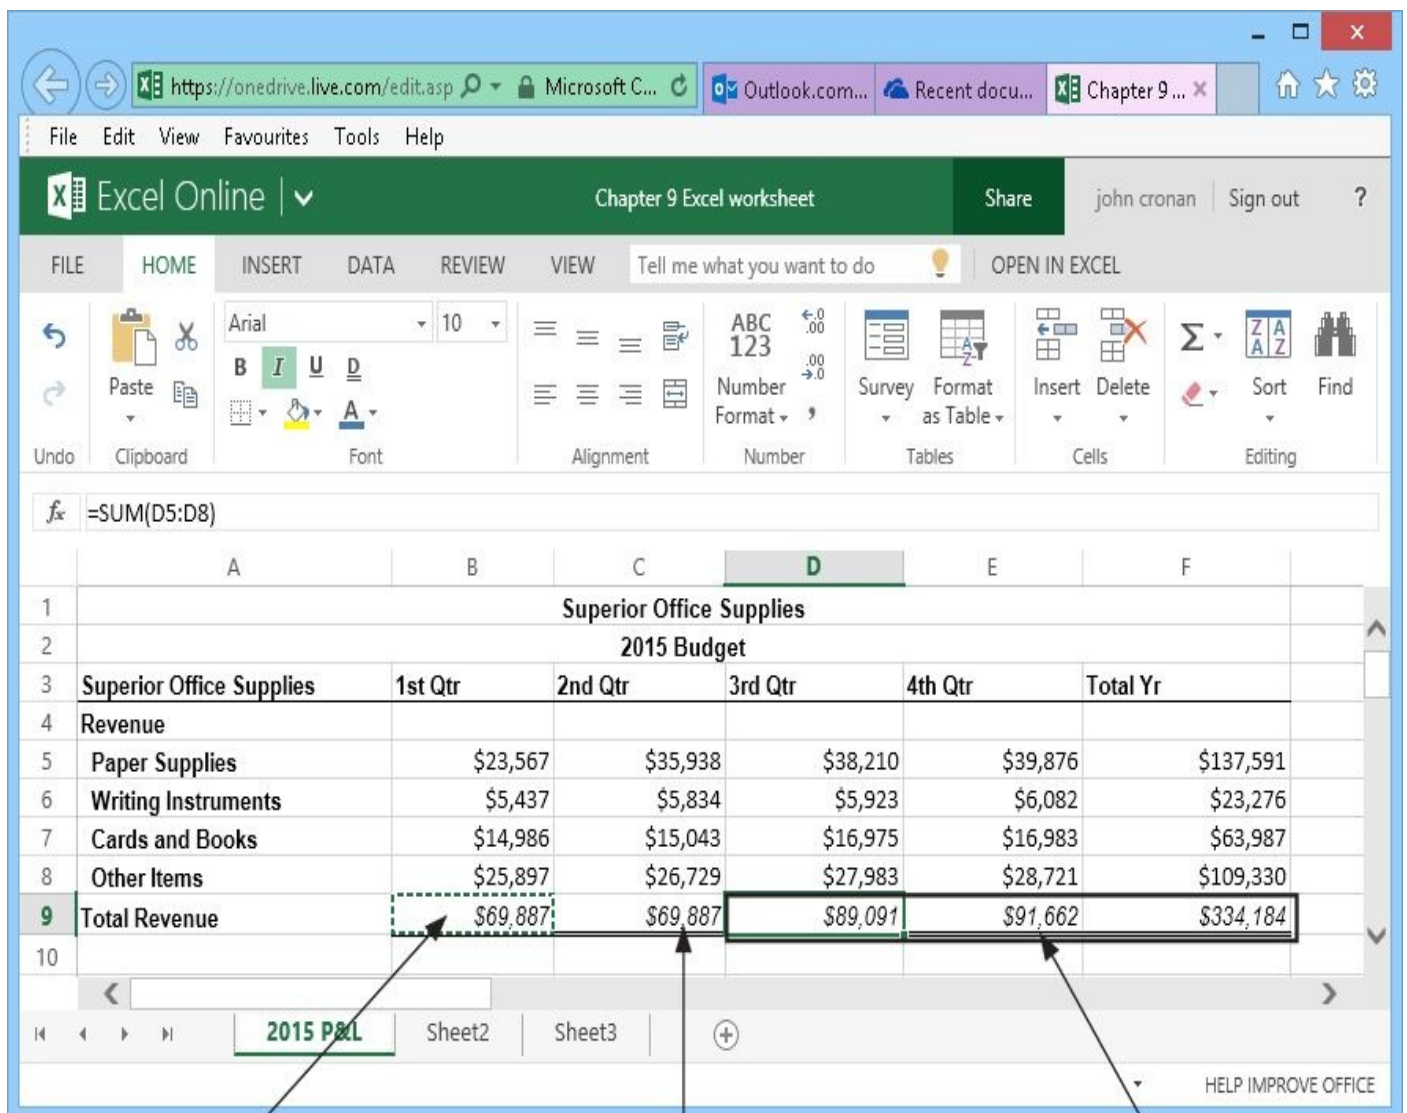 https://onedrive.live.com/edit.asp Microsoft C... Outlook.com... Recent docu... Chapter 9 ...
File Edit View Favourites Tools Help
Excel Online Chapter 9 Excel worksheet Share john cronan Sign out ?
FILE HOME INSERT DATA REVIEW VIEW Tell me what you want to do OPEN IN EXCEL
Arial 10 ABC 123 ←.0 .00 .00 →.0 Σ Z A A Z
B I U D
Paste Number Format , Survey Format as Table Insert Delete Sort Find
A
Undo Clipboard Font Alignment Number Tables Cells Editing
fx =SUM(D5:D8)
A B C D E F
1 Superior Office Supplies
2 2015 Budget
3 Superior Office Supplies 1st Qtr 2nd Qtr 3rd Qtr 4th Qtr Total Yr
4 Revenue
5 Paper Supplies $23,567 $35,938 $38,210 $39,876 $137,591
6 Writing Instruments $5,437 $5,834 $5,923 $6,082 $23,276
7 Cards and Books $14,986 $15,043 $16,975 $16,983 $63,987
8 Other Items $25,897 $26,729 $27,983 $28,721 $109,330
9 Total Revenue $69,887 $69,887 $89,091 $91,662 $334,184
10
2015 P&L Sheet2 Sheet3
HELP IMPROVE OFFICE